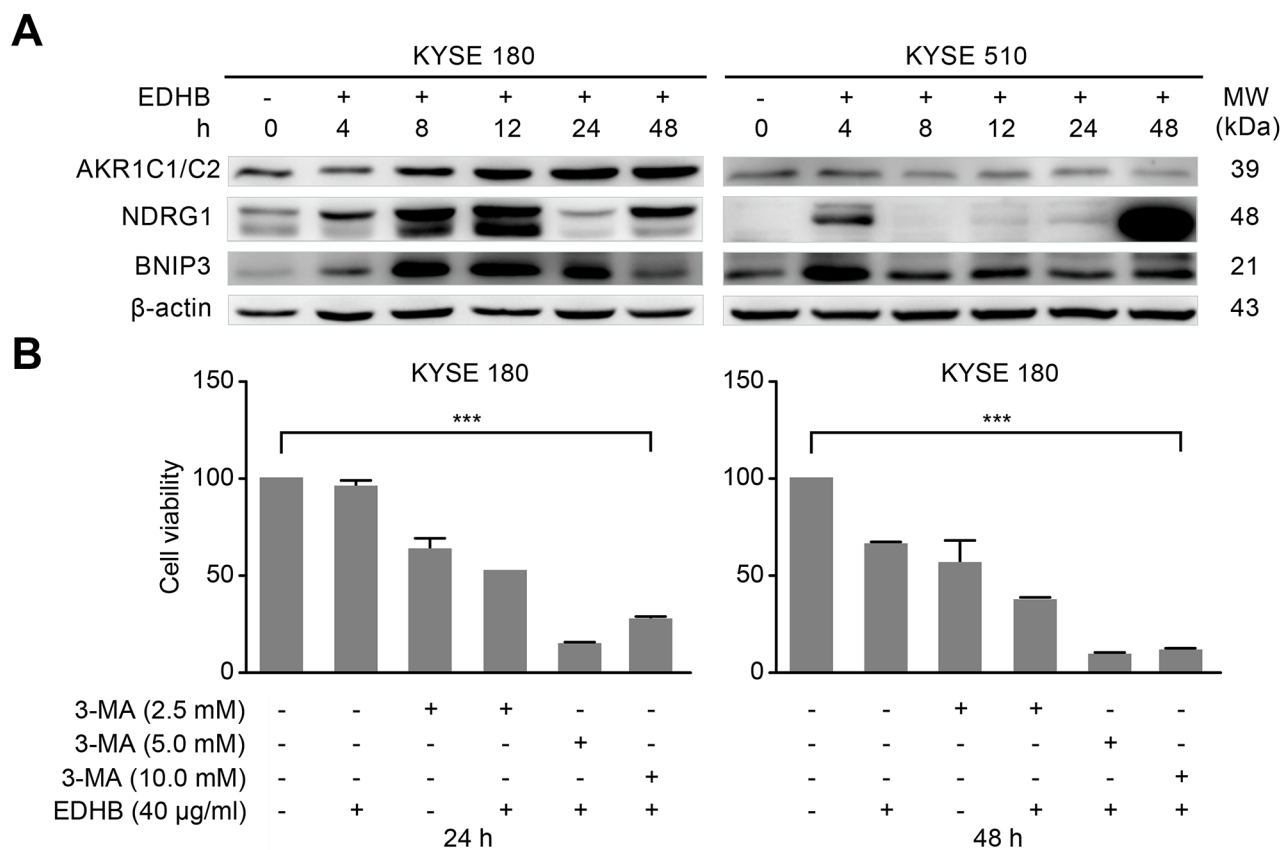 A
KYSE 180 KYSE 510
EDHB - + + + + + - + + + + + MW
h 0 4 8 12 24 48 0 4 8 12 24 48 (kDa)
AKR1C1/C2 39
NDRG1 48
BNIP3 21
β-actin 43
B
KYSE 180 KYSE 180
150 150
*** ***
100 100
Cell viability
50 50
0 0
3-MA (2.5 mM) - - + + - - - - + + - -
3-MA (5.0 mM) - - - - + - - - - - + -
3-MA (10.0 mM) - - - - - + - - - - - +
EDHB (40 μg/ml) - + - + + + - + - + + +
24 h 48 h